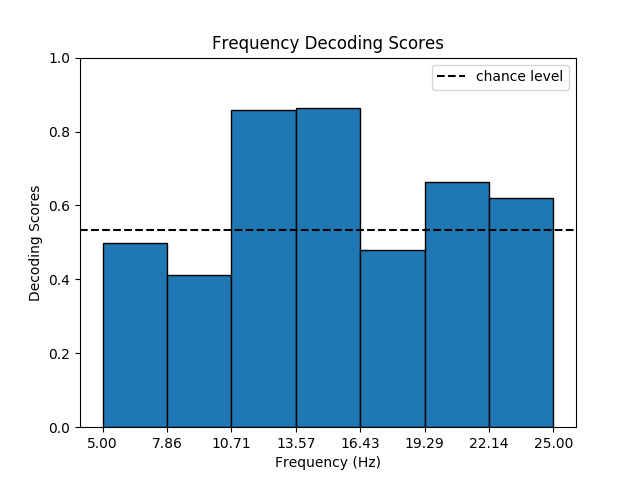 Frequency Decoding Scores
chance level
Decoding Scores
1.0
0.8
0.6
0.4
0.2
0.0
5.00 7.86 10.71 13.57 16.43 19.29 22.14 25.00
Frequency (Hz)